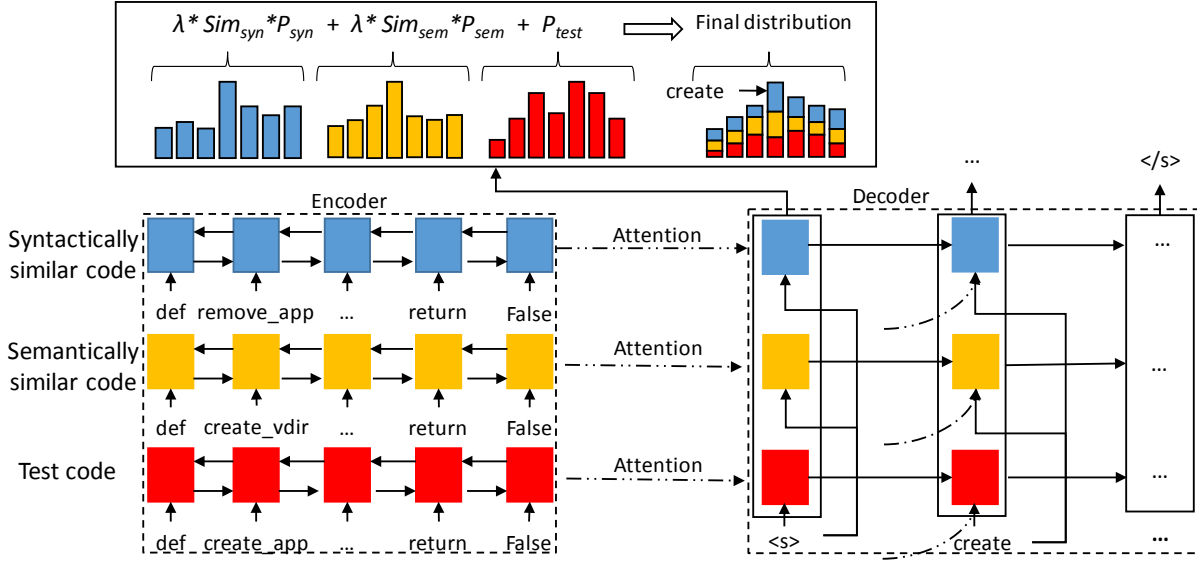 λ* Sim_syn*P_syn + λ* Sim_sem*P_sem + P_test Final distribution
create
... </s>
Encoder Decoder
Syntactically similar code
Attention
...
def remove_app ... return False
Semantically similar code
Attention
...
def create_vdir ... return False
Test code
Attention
...
<s> create ...
def create_app ... return False